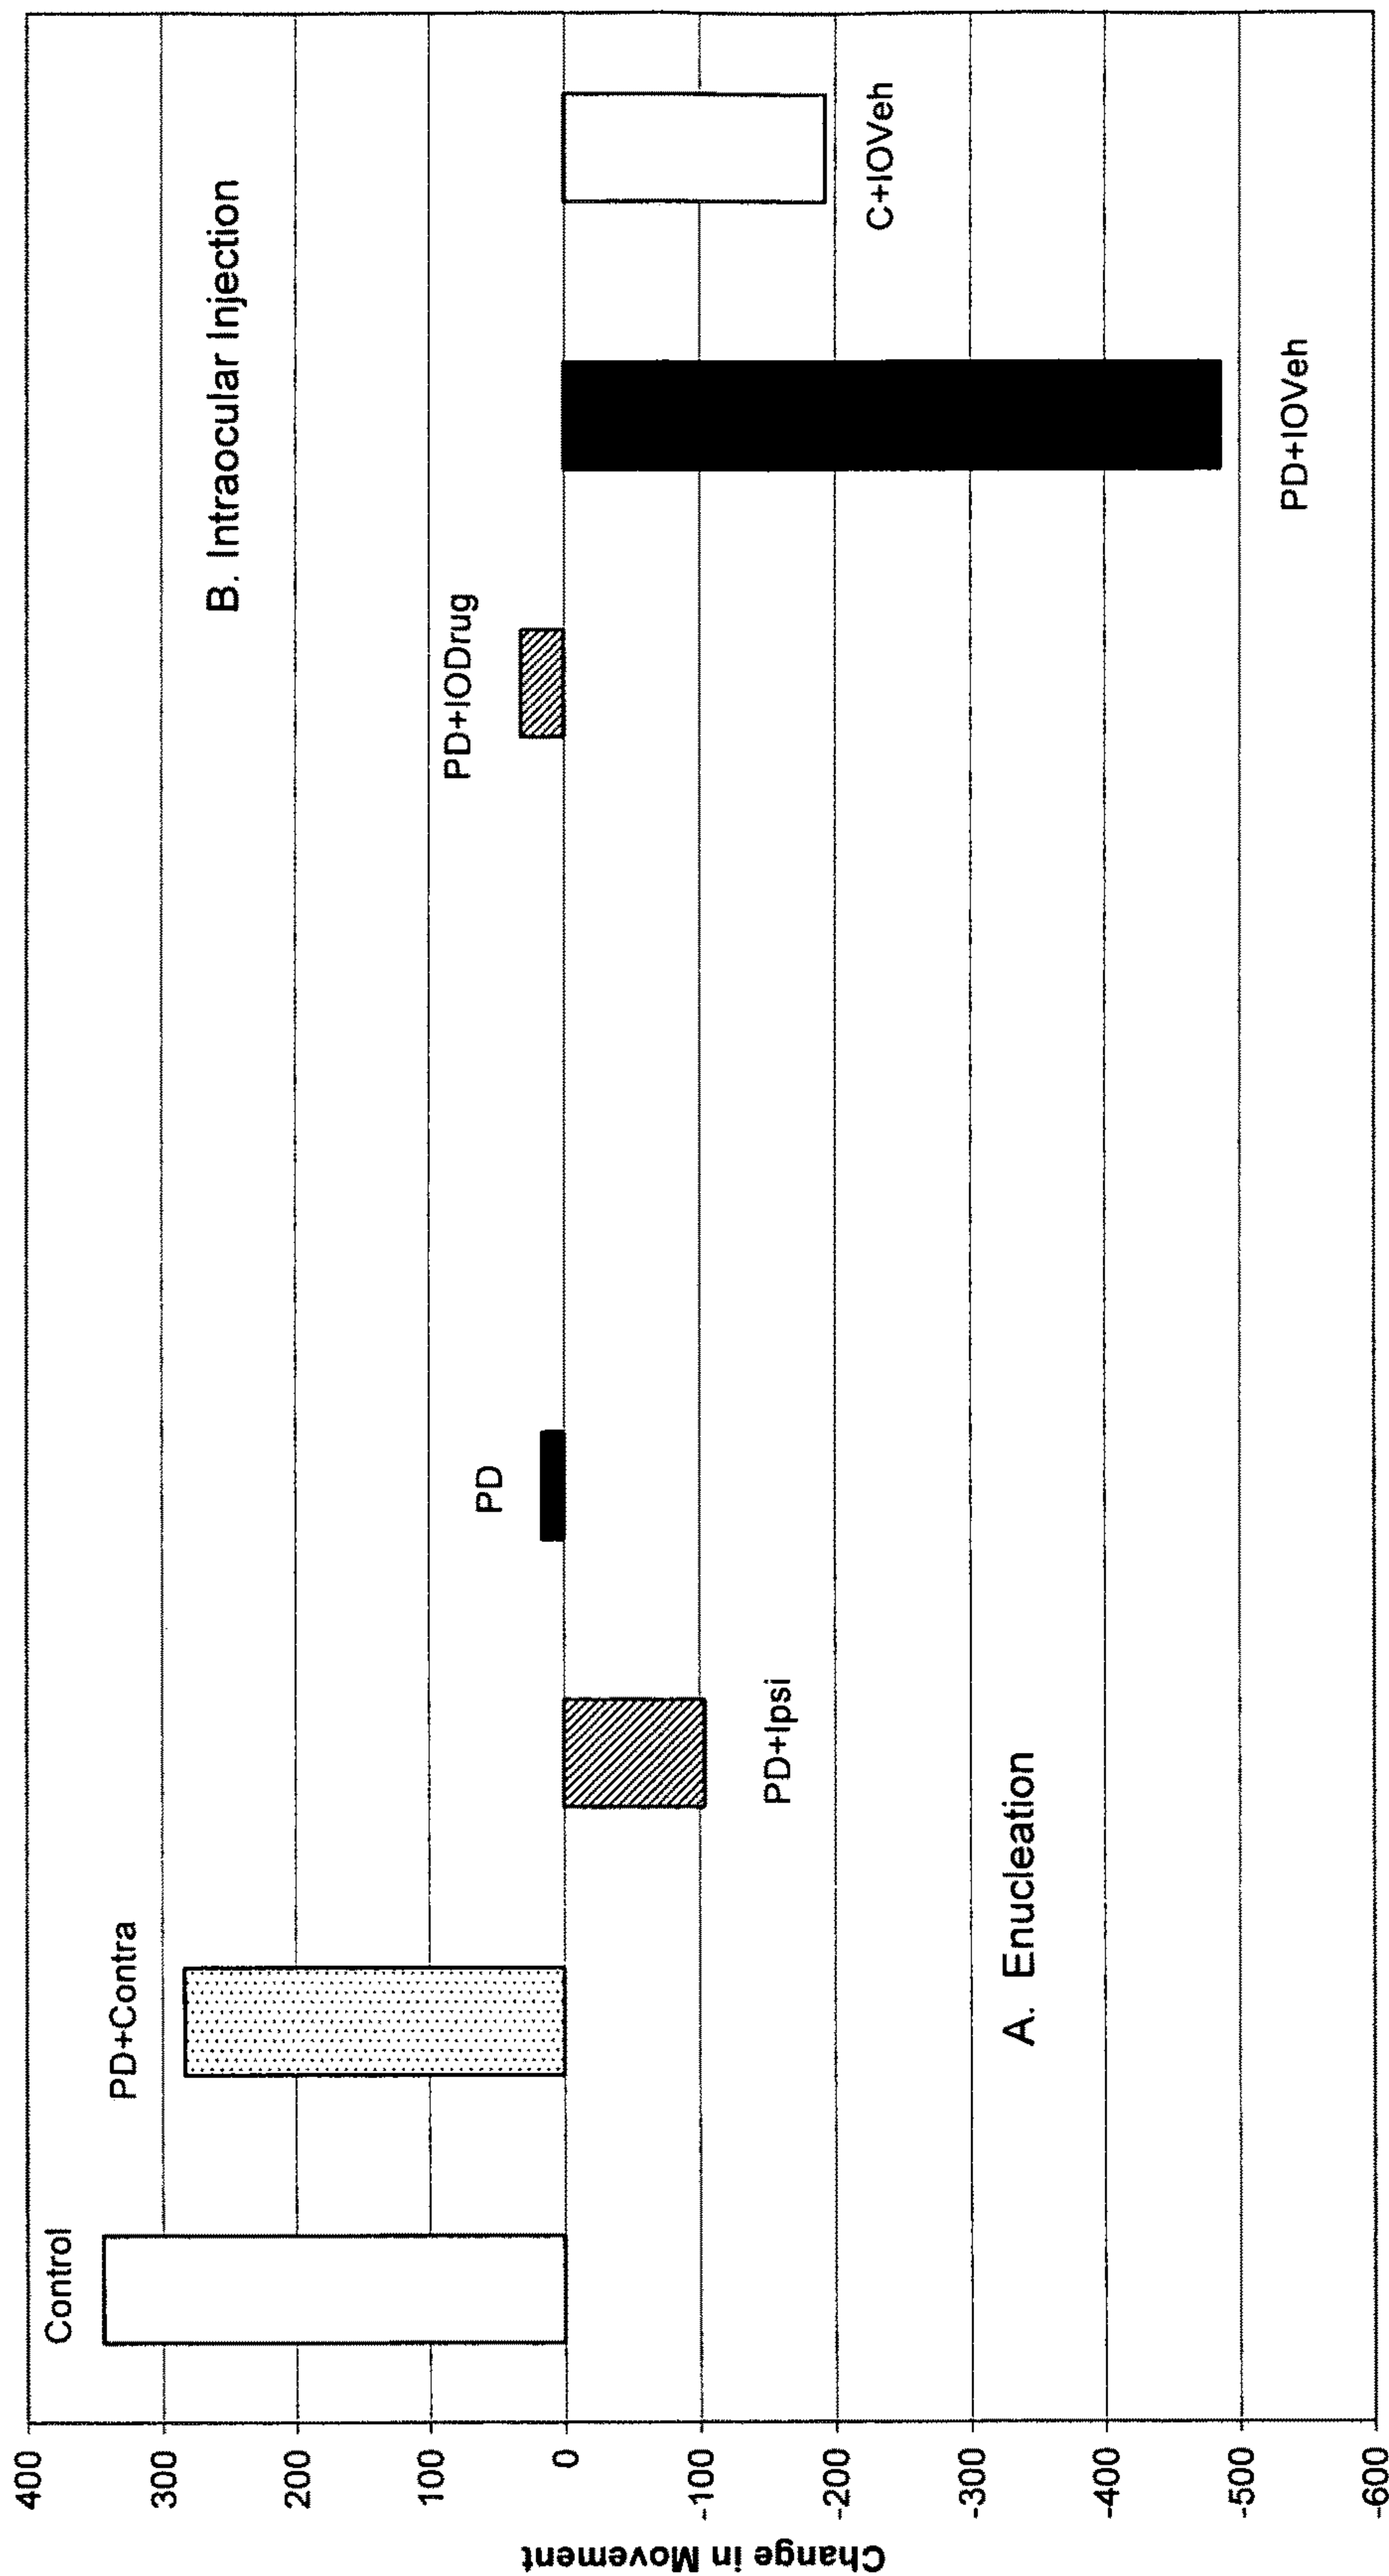 Change in Movement
400
300
200
100
0
-100
-200
-300
-400
-500
-600
Control
PD+Contra
PD+Ipsi
PD
PD+IODrug
PD+IOVeh
C+IOVeh
A. Enucleation
B. Intraocular Injection